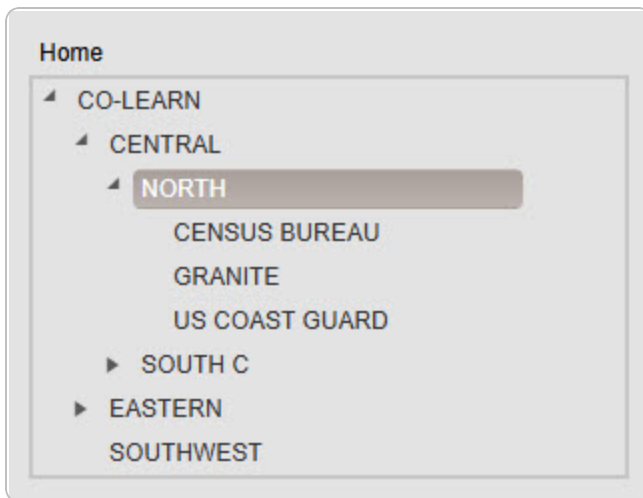 Home
CO-LEARN
CENTRAL
NORTH
CENSUS BUREAU
GRANITE
US COAST GUARD
SOUTH C
EASTERN
SOUTHWEST